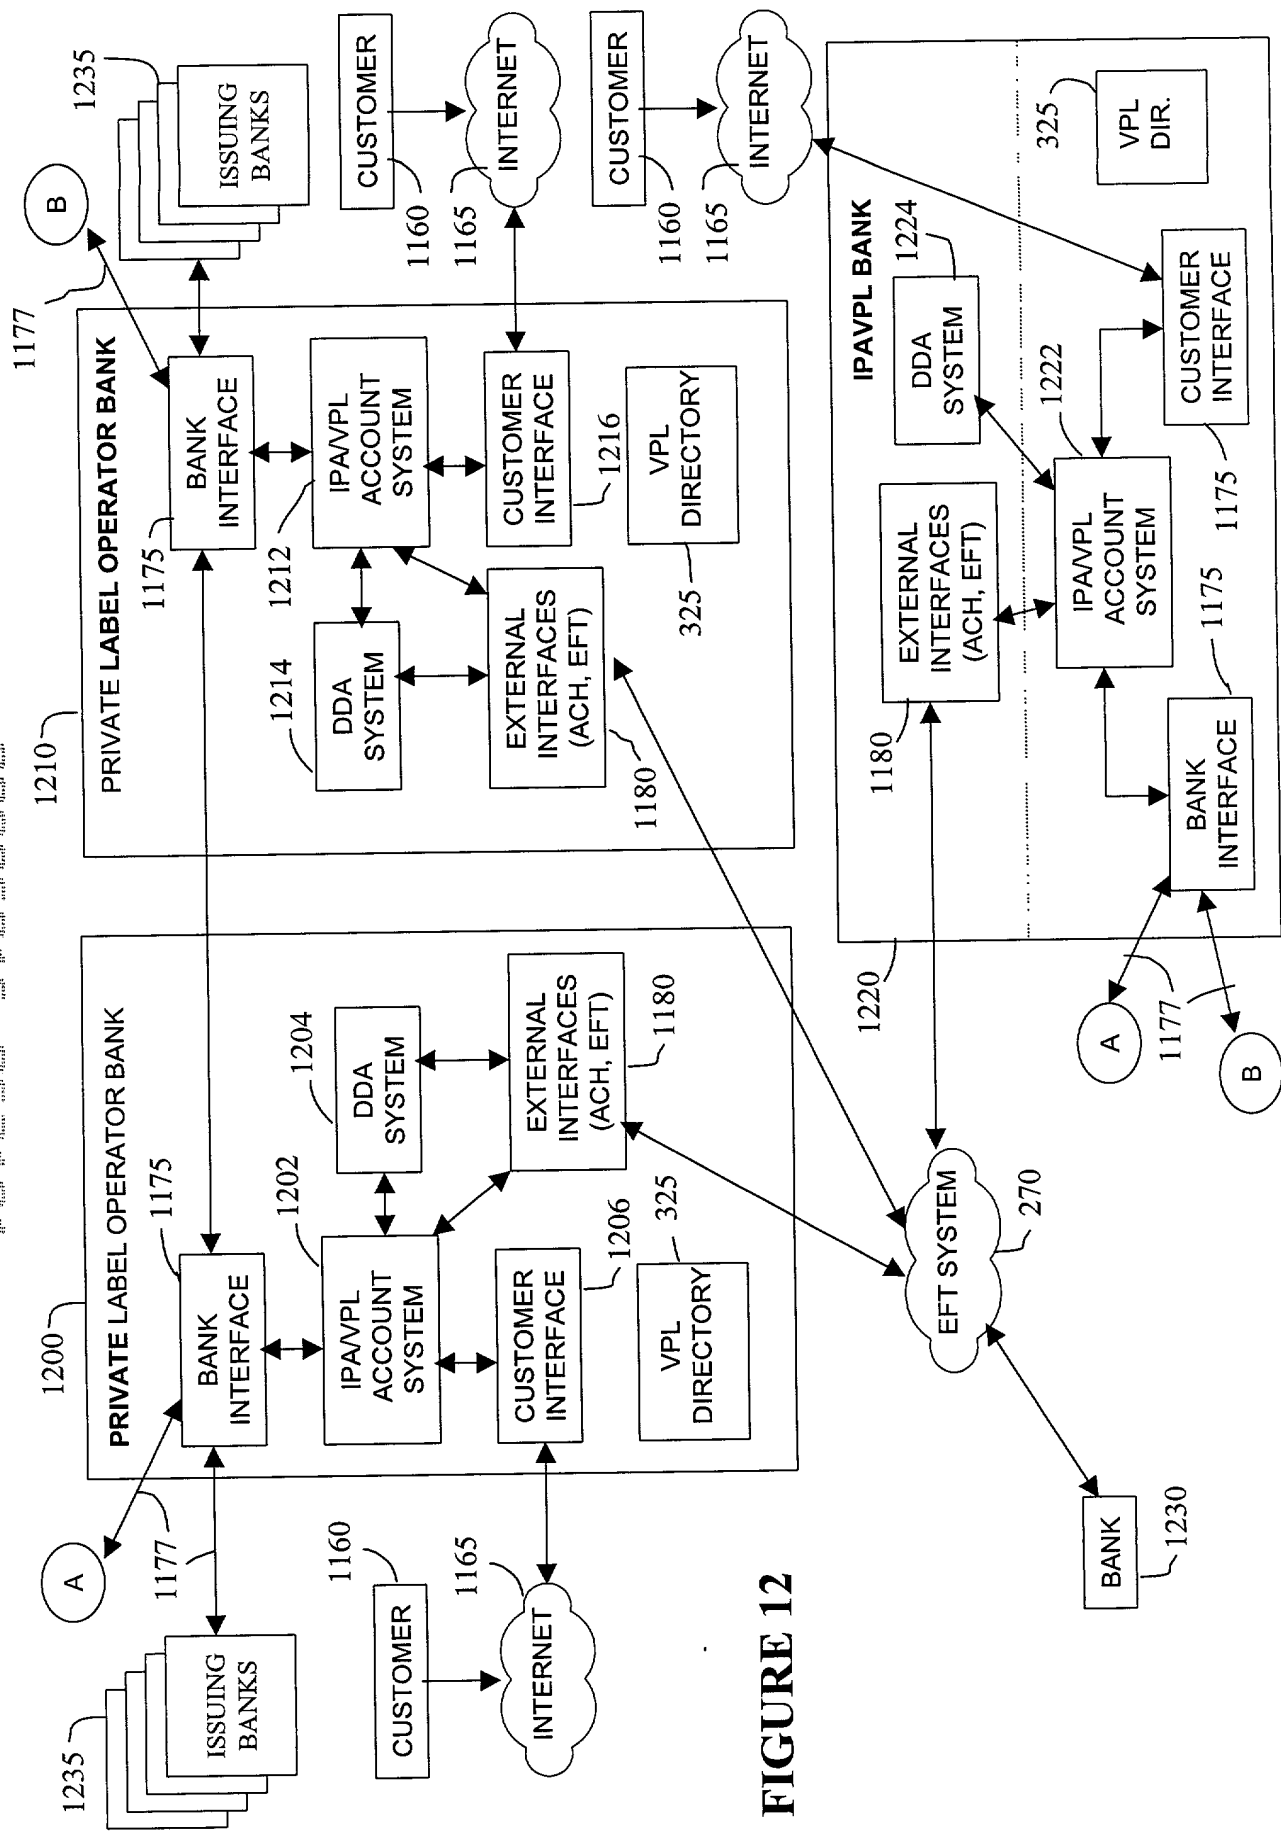 1235
ISSUING
BANKS
A
1177
CUSTOMER
1160
INTERNET
1165
1200
PRIVATE LABEL OPERATOR BANK
1175
BANK
INTERFACE
1202
IPA/VPL
ACCOUNT
SYSTEM
1204
DDA
SYSTEM
CUSTOMER
INTERFACE
1206
EXTERNAL
INTERFACES
(ACH, EFT)
1180
VPL
DIRECTORY
325
1210
PRIVATE LABEL OPERATOR BANK
1175
BANK
INTERFACE
1212
IPA/VPL
ACCOUNT
SYSTEM
1214
DDA
SYSTEM
EXTERNAL
INTERFACES
(ACH, EFT)
1180
CUSTOMER
INTERFACE
1216
VPL
DIRECTORY
325
1177
B
1235
ISSUING
BANKS
CUSTOMER
1160
INTERNET
1165
CUSTOMER
1160
INTERNET
1165
IPAVPL BANK
1220
EXTERNAL
INTERFACES
(ACH, EFT)
1180
DDA
SYSTEM
1224
1222
IPA/VPL
ACCOUNT
SYSTEM
BANK
INTERFACE
1175
CUSTOMER
INTERFACE
1175
VPL
DIR.
325
A
1177
B
EFT SYSTEM
270
BANK
1230
FIGURE 12